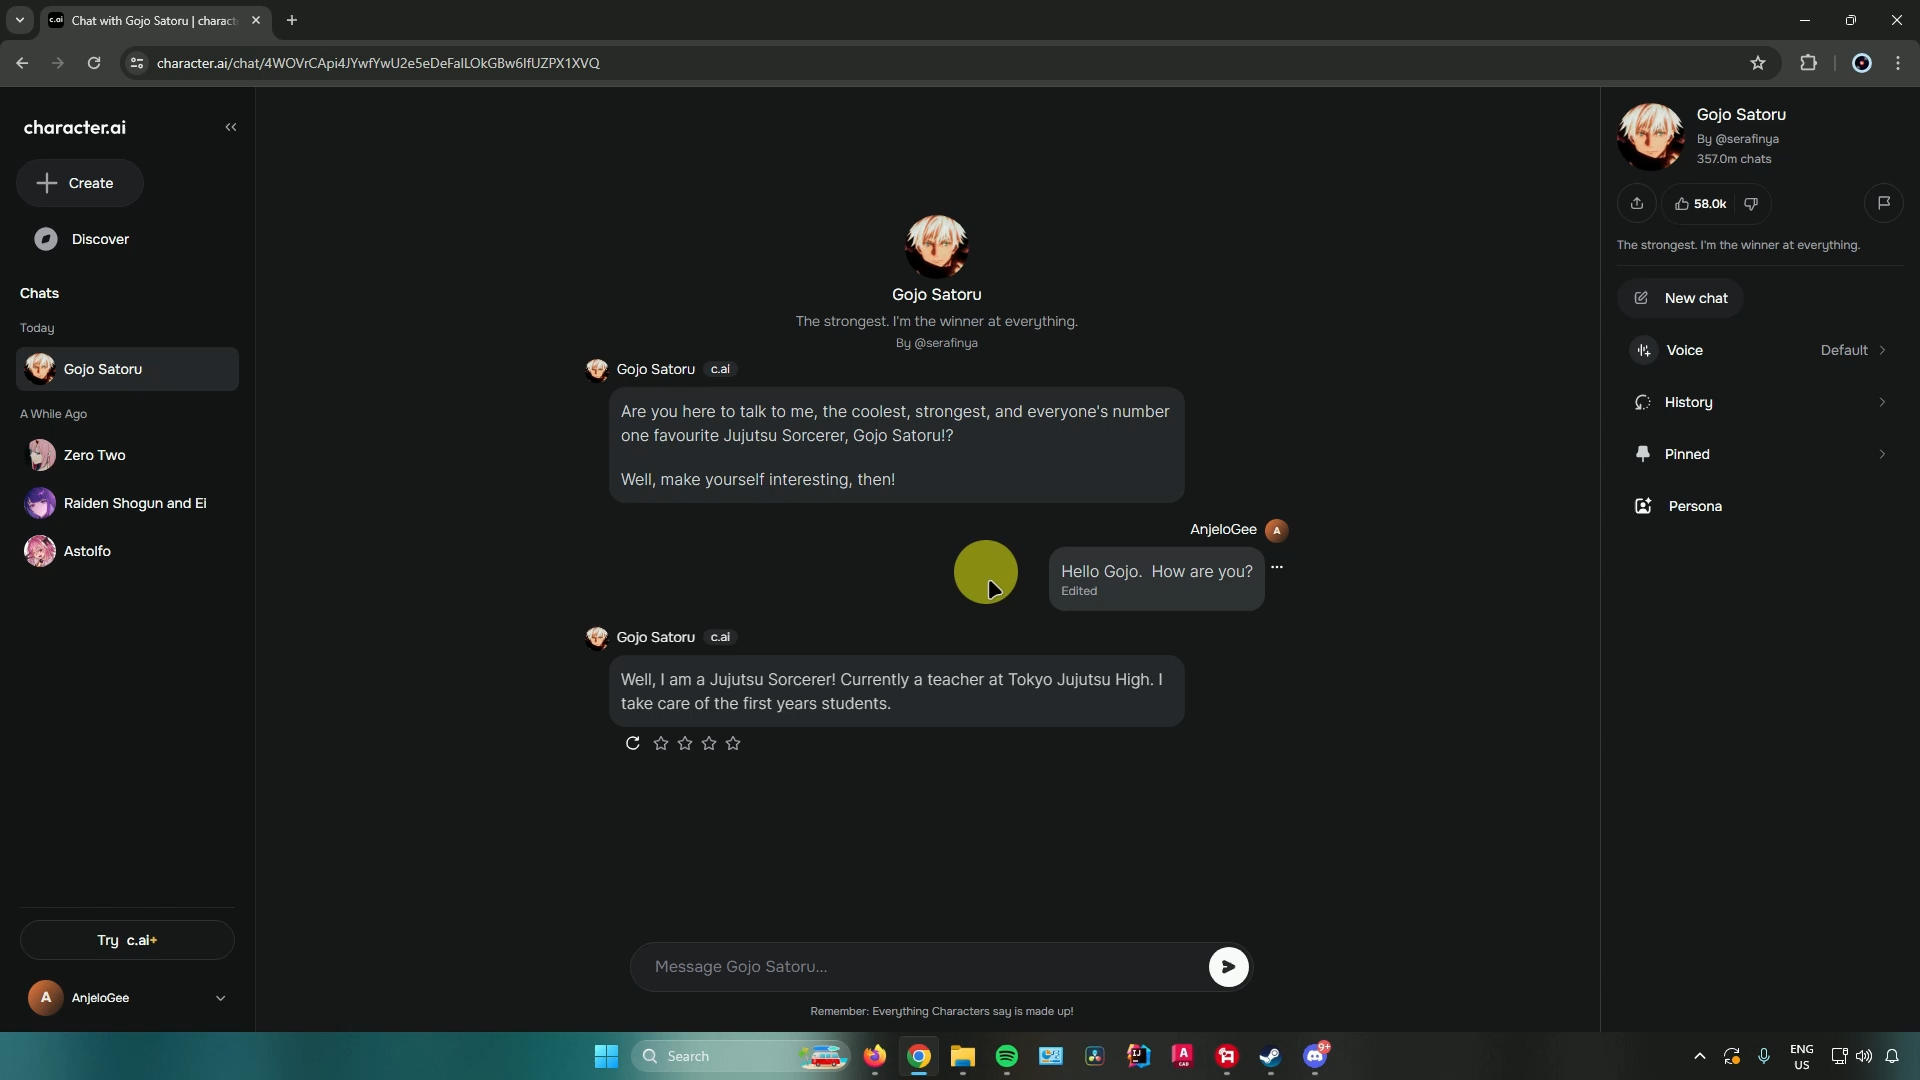 c.ai Chat with Gojo Satoru | charact
character.ai/chat/4WOVrCApi4JYwfYwU2e5eDeFalLOkGBw6IfUZPX1XVQ
character.ai
Create
Discover
Chats
Today
Gojo Satoru
A While Ago
Zero Two
Raiden Shogun and Ei
Astolfo
Try c.ai+
A AnjeloGee
Gojo Satoru
The strongest. I'm the winner at everything.
By @serafinya
Gojo Satoru c.ai
Are you here to talk to me, the coolest, strongest, and everyone's number
one favourite Jujutsu Sorcerer, Gojo Satoru!?
Well, make yourself interesting, then!
AnjeloGee A
Hello Gojo.  How are you?
Edited
Gojo Satoru c.ai
Well, I am a Jujutsu Sorcerer! Currently a teacher at Tokyo Jujutsu High. I
take care of the first years students.
Message Gojo Satoru...
Remember: Everything Characters say is made up!
Gojo Satoru
By @serafinya
357.0m chats
58.0k
The strongest. I'm the winner at everything.
New chat
Voice Default
History
Pinned
Persona
Search
IJ
A
CAD
9+
ENG
US